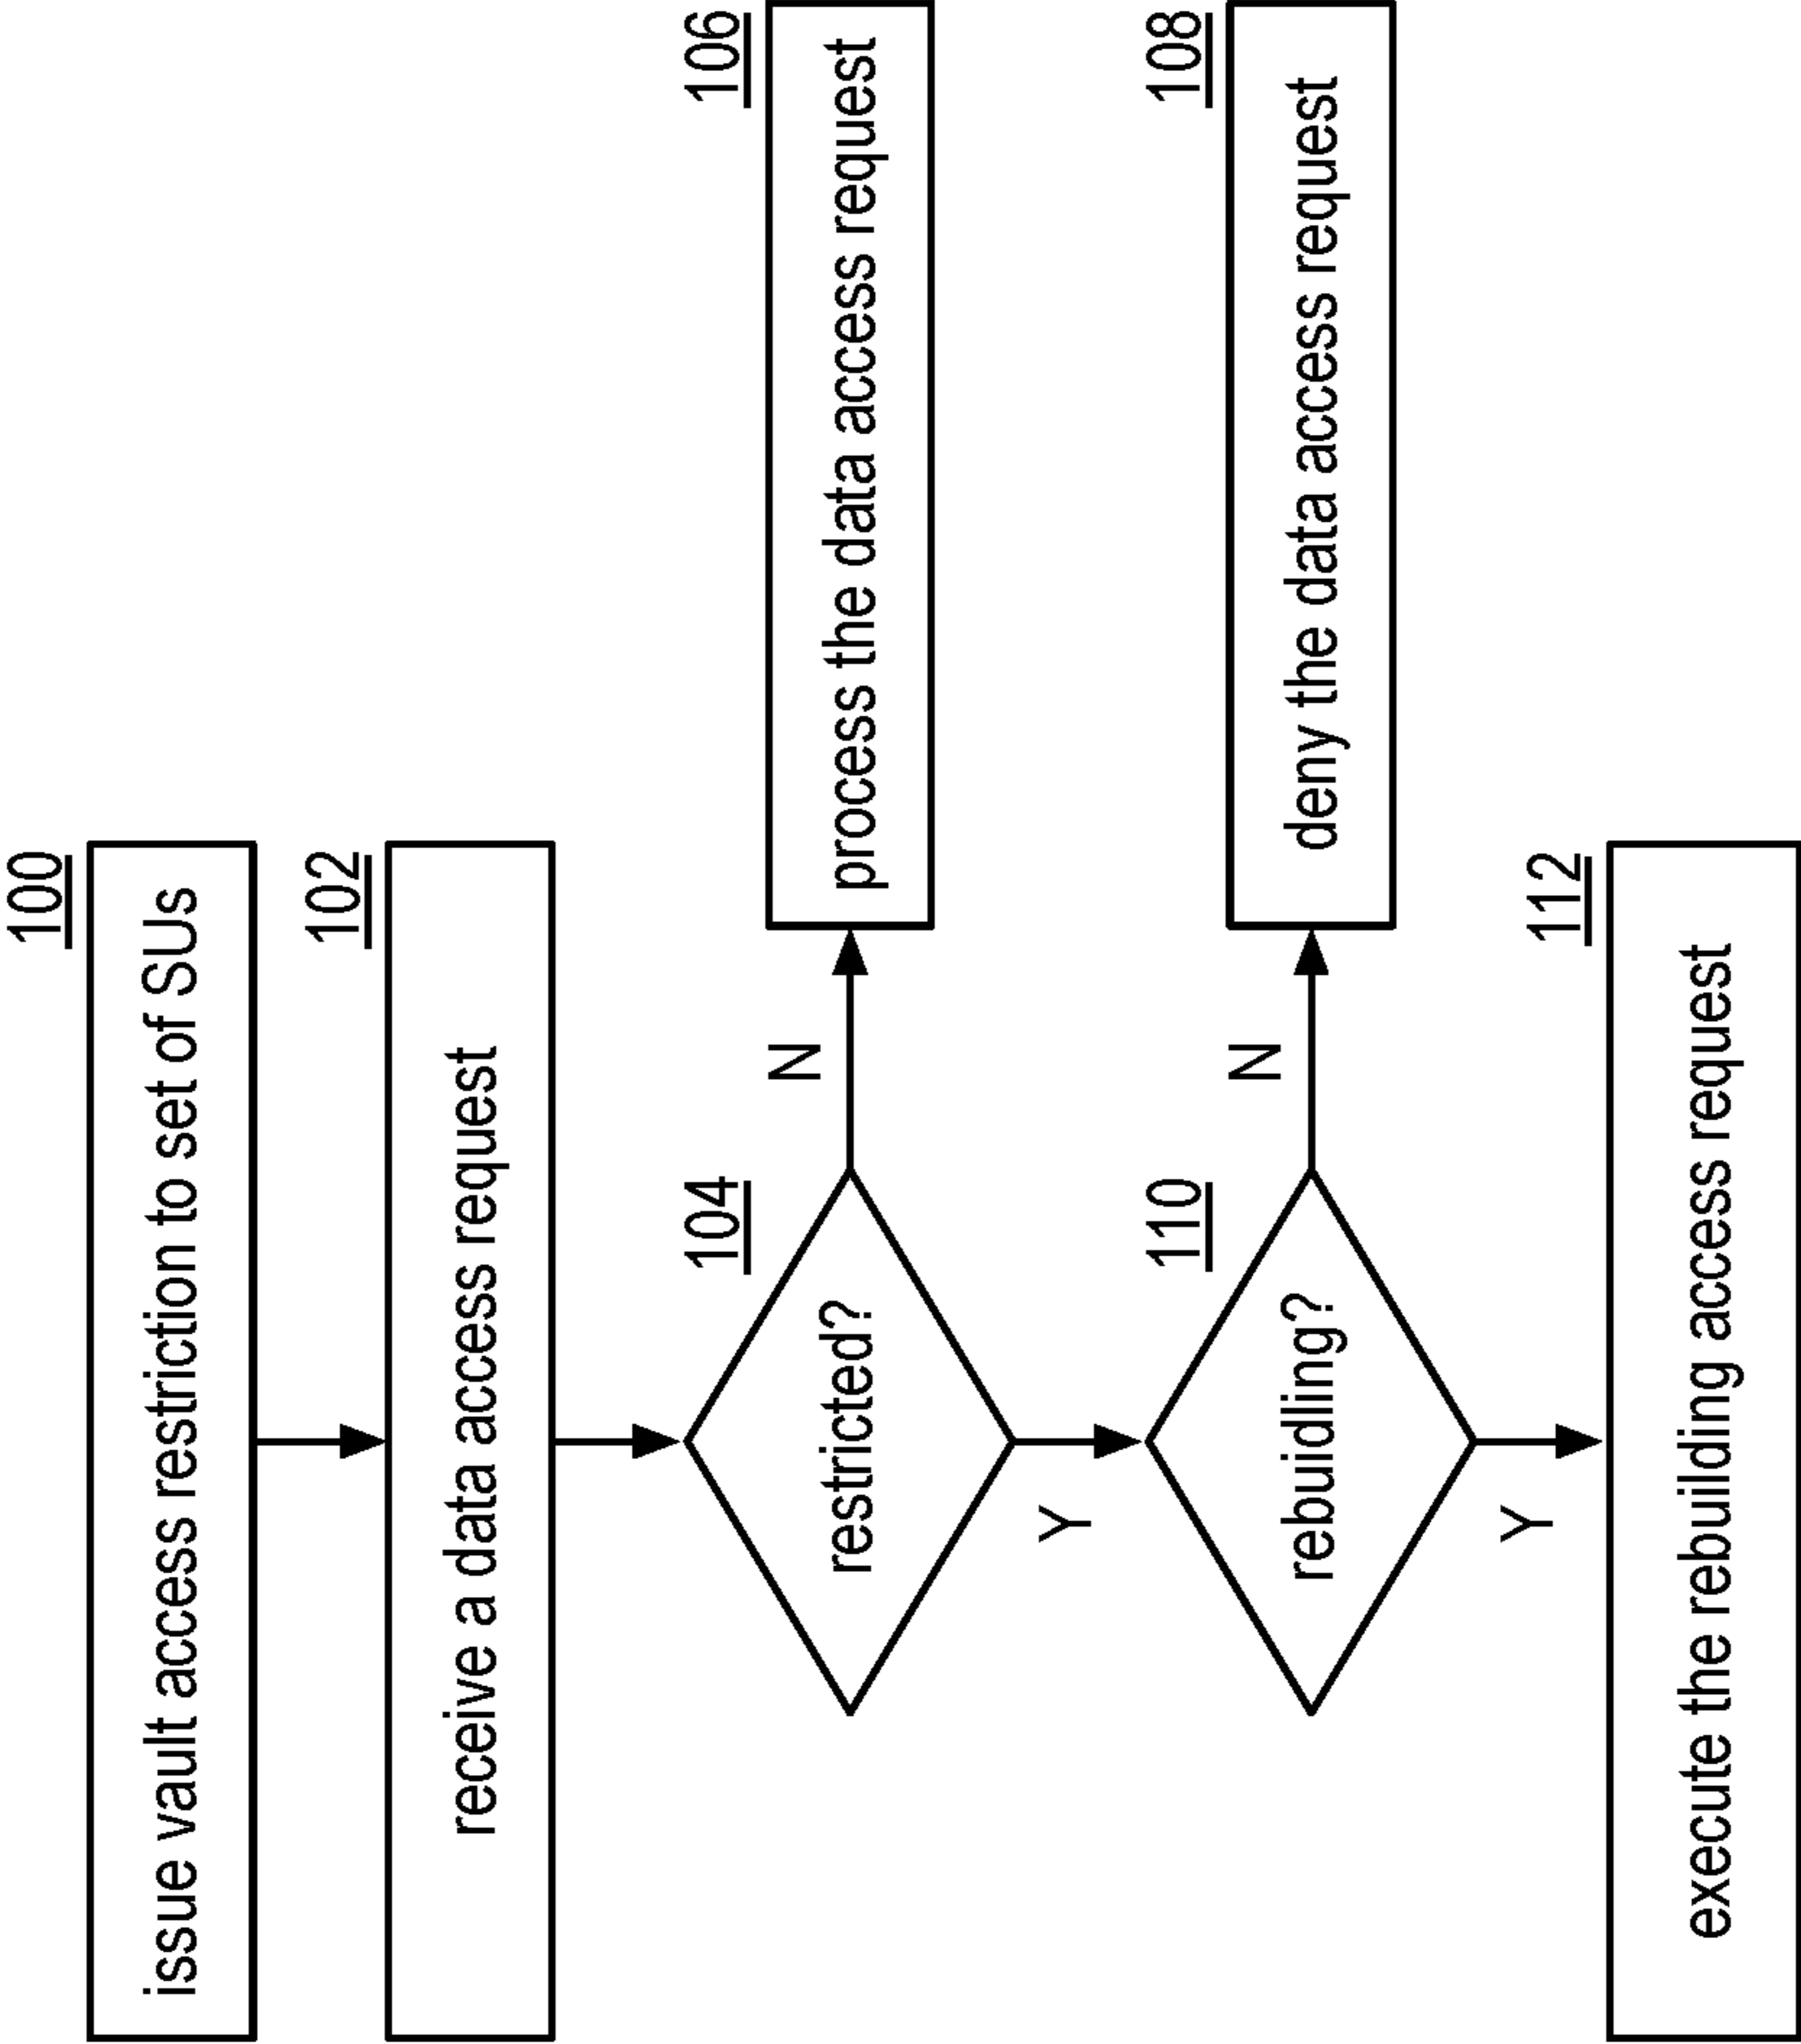 100
issue vault access restriction to set of SUs
102
receive a data access request
104
restricted?
N
106
process the data access request
Y
110
rebuidling?
N
108
deny the data access request
Y
112
execute the rebuilding access request